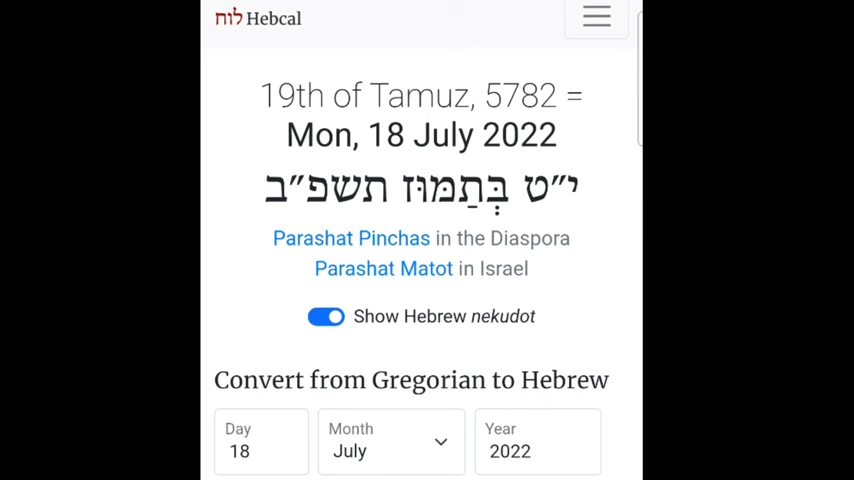 לוח Hebcal
19th of Tamuz, 5782 =
Mon, 18 July 2022
י״ט בְּתַמּוּז תשפ״ב
Parashat Pinchas in the Diaspora
Parashat Matot in Israel
Show Hebrew nekudot
Convert from Gregorian to Hebrew
Day Month Year
18 July 2022